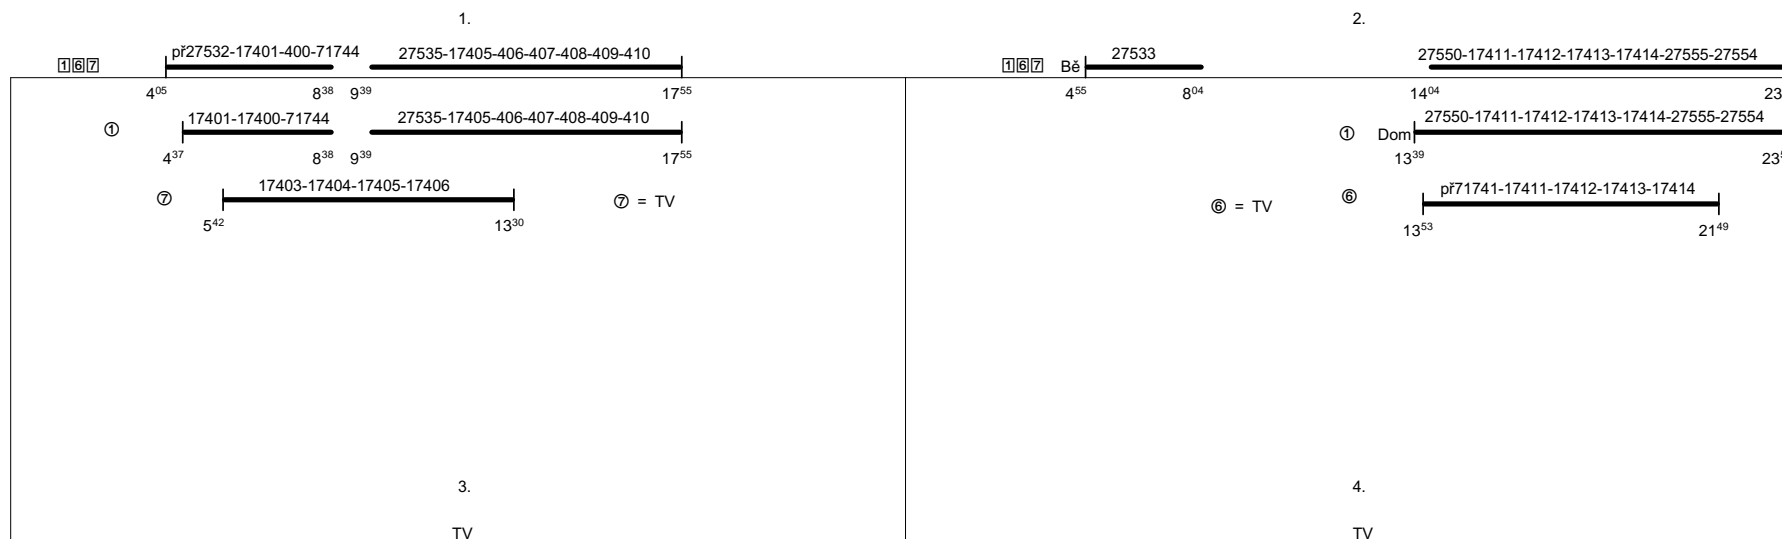 1.
2.
1 6 7 př27532-17401-400-71744 27535-17405-406-407-408-409-410
1 6 7 Bě 27533 27550-17411-17412-17413-17414-27555-27554
4⁰⁵ 8³⁸ 9³⁹ 17⁵⁵
4⁵⁵ 8⁰⁴ 14⁰⁴ 23
① 17401-17400-71744 27535-17405-406-407-408-409-410
① Dom 27550-17411-17412-17413-17414-27555-27554
4³⁷ 8³⁸ 9³⁹ 17⁵⁵
13³⁹ 23
⑦ 17403-17404-17405-17406 ⑦ = TV
⑥ = TV ⑥ př71741-17411-17412-17413-17414
5⁴² 13³⁰
13⁵³ 21⁴⁹
3.
4.
TV
TV